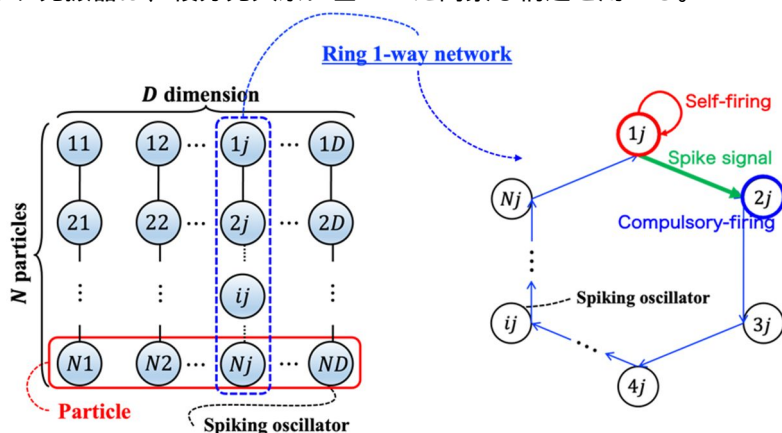 Ring 1-way network
D dimension
N particles
11 12 ··· 1j ··· 1D
21 22 ··· 2j ··· 2D
ij
N1 N2 ··· Nj ··· ND
Particle
Spiking oscillator
Self-firing
1j
Spike signal
Nj
2j
Compulsory-firing
Spiking oscillator
ij
3j
4j